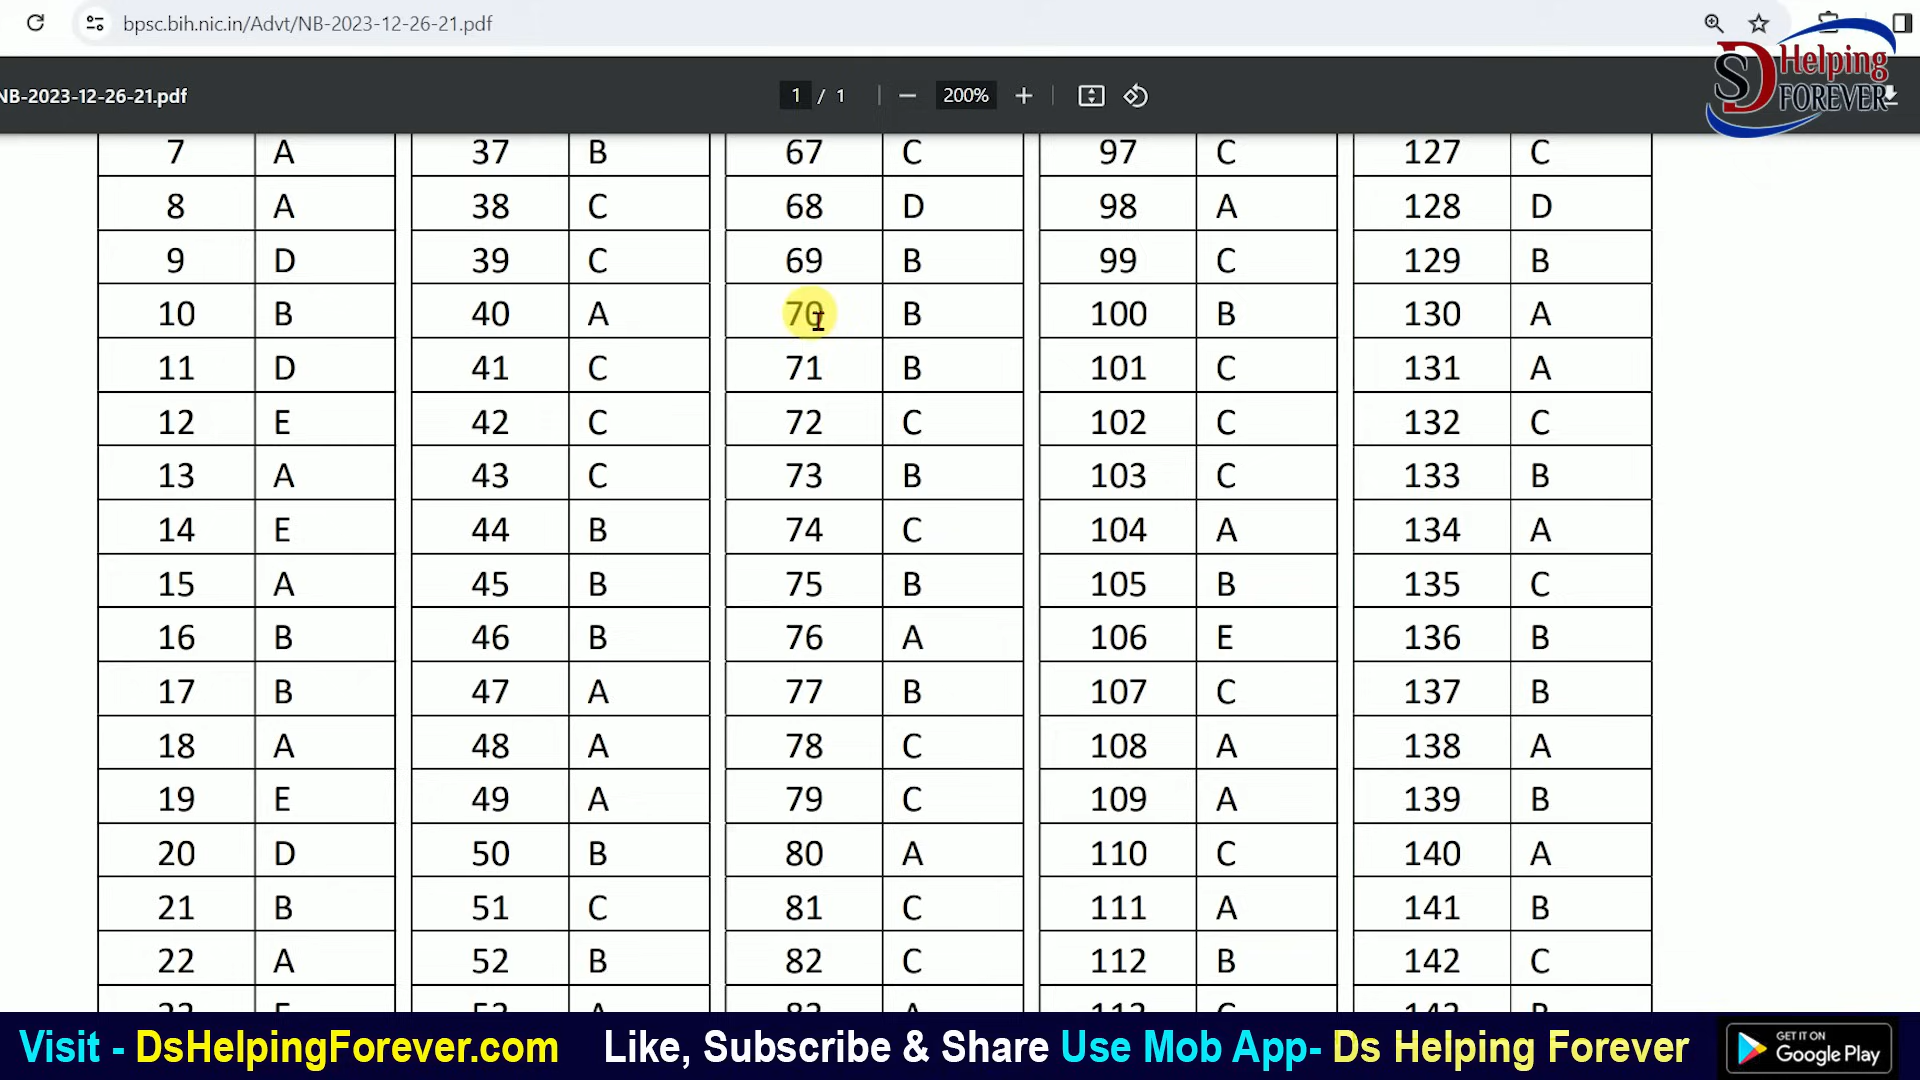 bpsc.bih.nic.in/Advt/NB-2023-12-26-21.pdf
SD Helping
FOREVER
NB-2023-12-26-21.pdf
1 / 1
200%
7 A 37 B 67 C 97 C 127 C
8 A 38 C 68 D 98 A 128 D
9 D 39 C 69 B 99 C 129 B
10 B 40 A 70 B 100 B 130 A
11 D 41 C 71 B 101 C 131 A
12 E 42 C 72 C 102 C 132 C
13 A 43 C 73 B 103 C 133 B
14 E 44 B 74 C 104 A 134 A
15 A 45 B 75 B 105 B 135 C
16 B 46 B 76 A 106 E 136 B
17 B 47 A 77 B 107 C 137 B
18 A 48 A 78 C 108 A 138 A
19 E 49 A 79 C 109 A 139 B
20 D 50 B 80 A 110 C 140 A
21 B 51 C 81 C 111 A 141 B
22 A 52 B 82 C 112 B 142 C
Visit - DsHelpingForever.com Like, Subscribe & Share Use Mob App- Ds Helping Forever
GET IT ON
Google Play